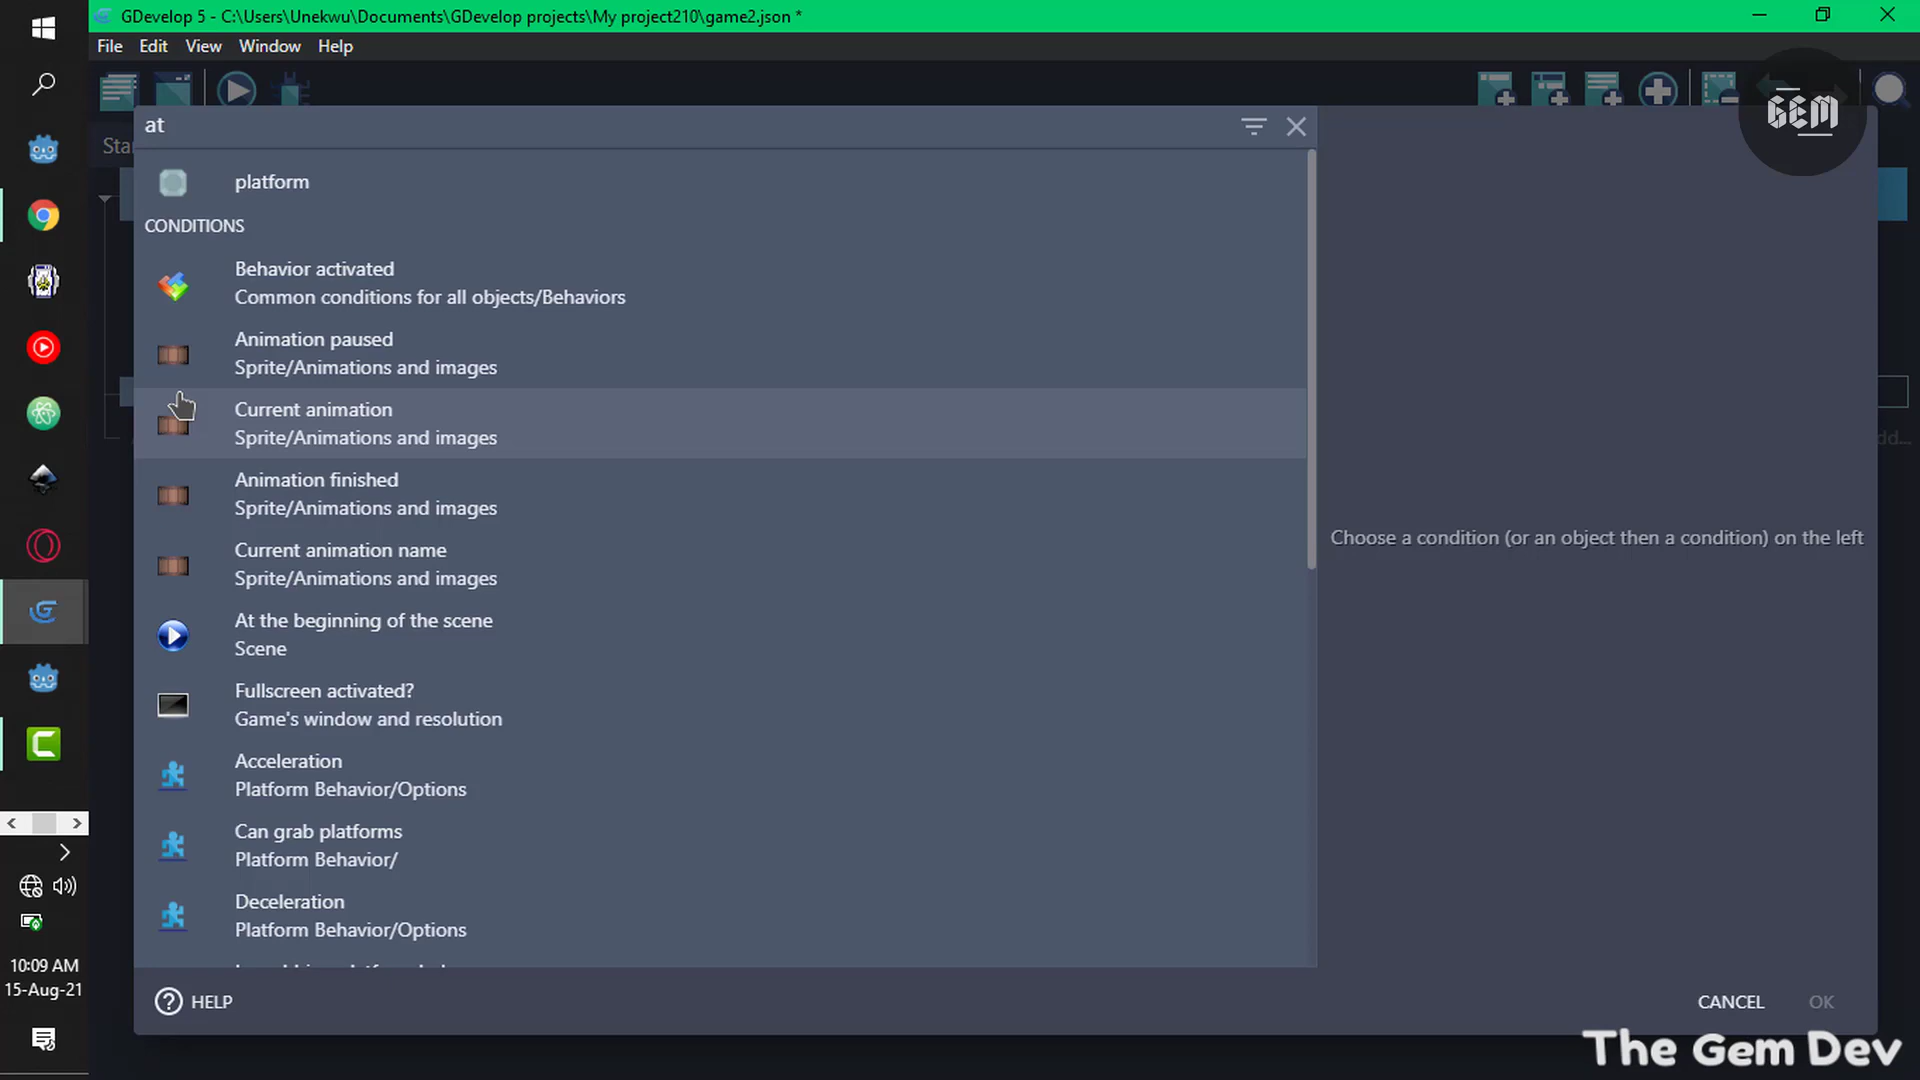 GDevelop 5 - C:\Users\Unekwu\Documents\GDevelop projects\My project210\game2.json *
File Edit View Window Help
GEM
at
Star
platform
CONDITIONS
Behavior activated
Common conditions for all objects/Behaviors
Animation paused
Sprite/Animations and images
Current animation
Sprite/Animations and images
Animation finished
Sprite/Animations and images
Current animation name
Sprite/Animations and images
At the beginning of the scene
Scene
Fullscreen activated?
Game's window and resolution
Acceleration
Platform Behavior/Options
Can grab platforms
Platform Behavior/
Deceleration
Platform Behavior/Options
Choose a condition (or an object then a condition) on the left
dd...
10:09 AM
15-Aug-21
HELP
CANCEL
OK
The Gem Dev